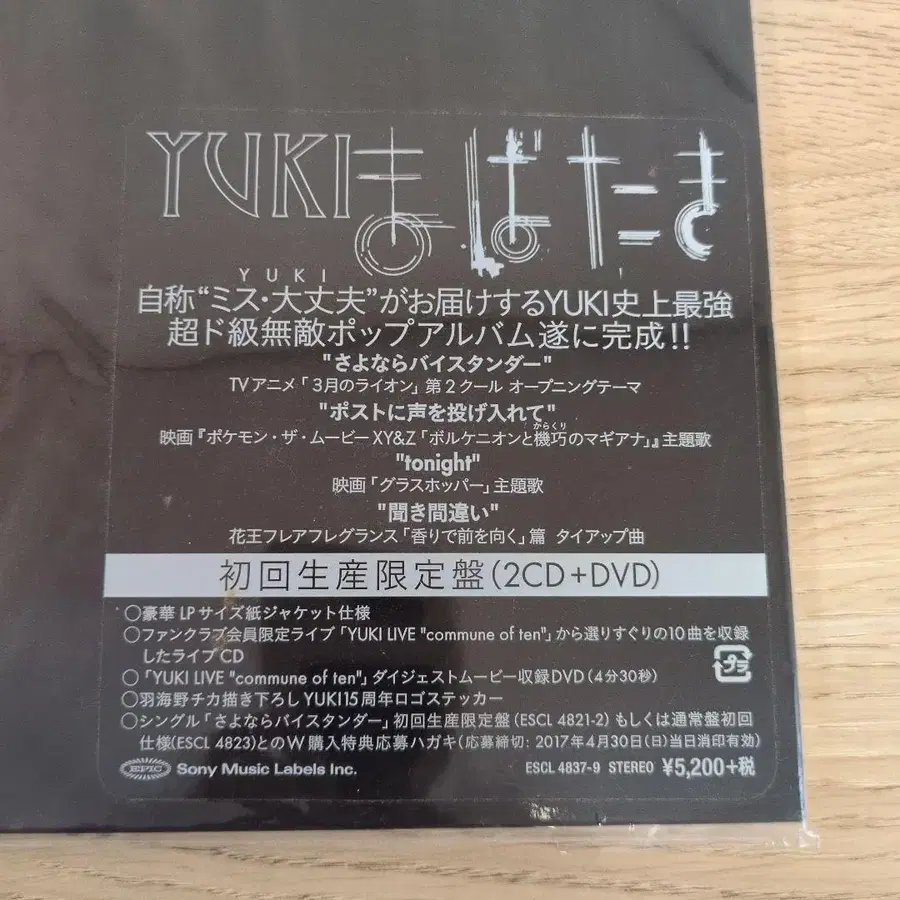 YUKI まばたき
YUKI
自称“ミス・大丈夫”がお届けするYUKI史上最強
超ド級無敵ポップアルバム遂に完成!!
"さよならバイスタンダー"
TVアニメ「3月のライオン」第2クール オープニングテーマ
"ポストに声を投げ入れて"
からくり
映画『ポケモン・ザ・ムービーXY&Z「ボルケニオンと機巧のマギアナ」』主題歌
"tonight"
映画「グラスホッパー」主題歌
"聞き間違い"
花王フレアフレグランス「香りで前を向く」篇 タイアップ曲
初回生産限定盤(2CD+DVD)
○豪華LPサイズ紙ジャケット仕様
○ファンクラブ会員限定ライブ「YUKI LIVE "commune of ten"」から選りすぐりの10曲を収録
したライブCD
○「YUKI LIVE "commune of ten"」ダイジェストムービー収録DVD(4分30秒)
○羽海野チカ描き下ろしYUKI15周年ロゴステッカー
○シングル「さよならバイスタンダー」初回生産限定盤(ESCL 4821-2)もしくは通常盤初回
仕様(ESCL 4823)とのW購入特典応募ハガキ(応募締切:2017年4月30日(日)当日消印有効)
プラ
EPIC Sony Music Labels Inc. ESCL 4837-9 STEREO ¥5,200+税